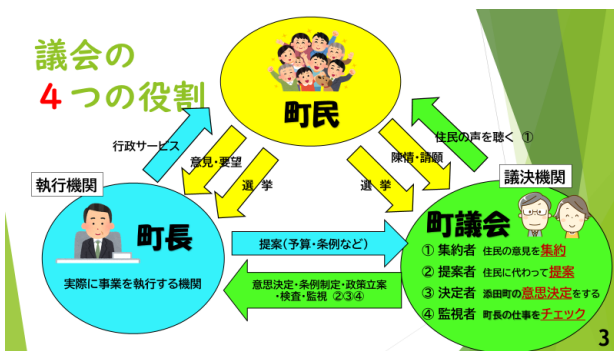 議会の
4つの役割
町民
行政サービス
意見・要望
選 挙
選 挙
陳情・請願
住民の声を聴く ①
執行機関
町長
実際に事業を執行する機関
提案(予算・条例など)
意思決定・条例制定・政策立案
・検査・監視 ②③④
議決機関
町議会
① 集約者 住民の意見を集約
② 提案者 住民に代わって提案
③ 決定者 添田町の意思決定をする
④ 監視者 町長の仕事をチェック
3